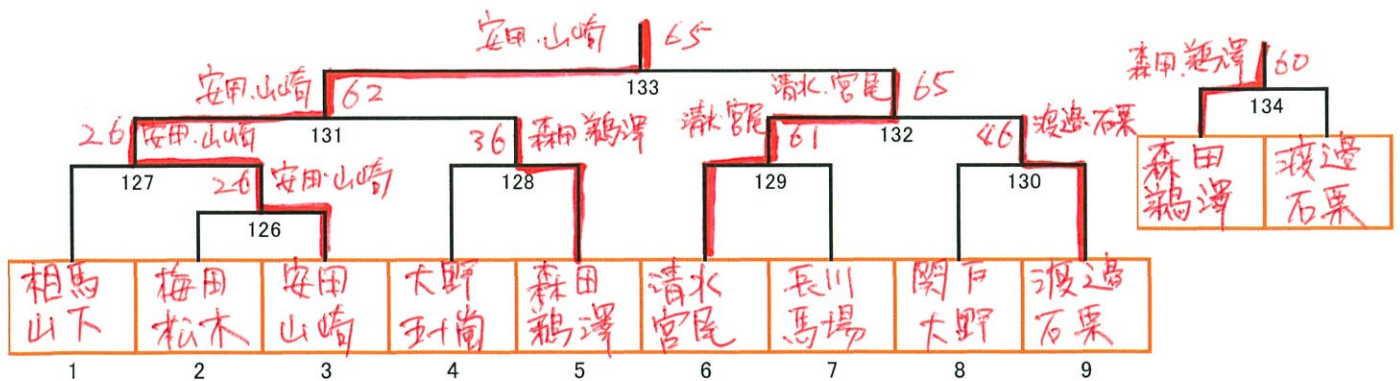 安田.山崎 65
森田.鵜澤 60
安田.山崎 62 133 清水.宮尾 65 134
26 安田.山崎 131 36 森田.鵜澤 清水.宮尾 61 132 46 渡邉.石栗
127 26 安田.山崎 128 129 130
126
森田 渡邉
鵜澤 石栗
相馬 梅田 安田 大野 森田 清水 長川 関戸 渡邉
山下 松木 山崎 五十嵐 鵜澤 宮尾 馬場 大野 石栗
1 2 3 4 5 6 7 8 9